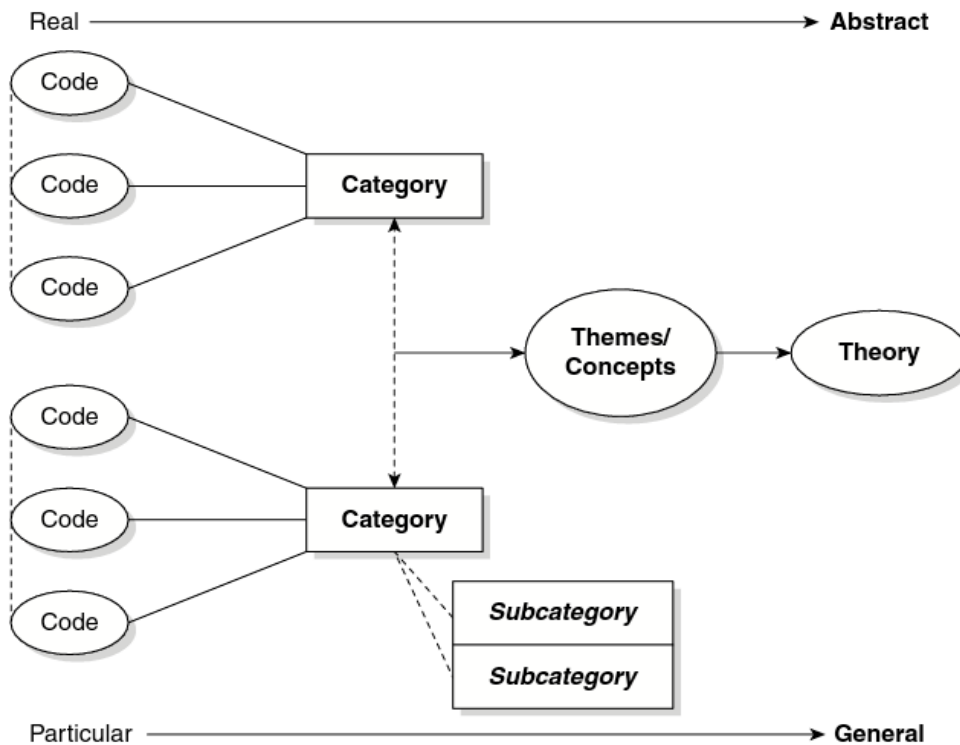 Real
Abstract
Code
Code
Category
Code
Themes/
Concepts
Theory
Code
Code
Category
Code
Subcategory
Subcategory
Particular
General